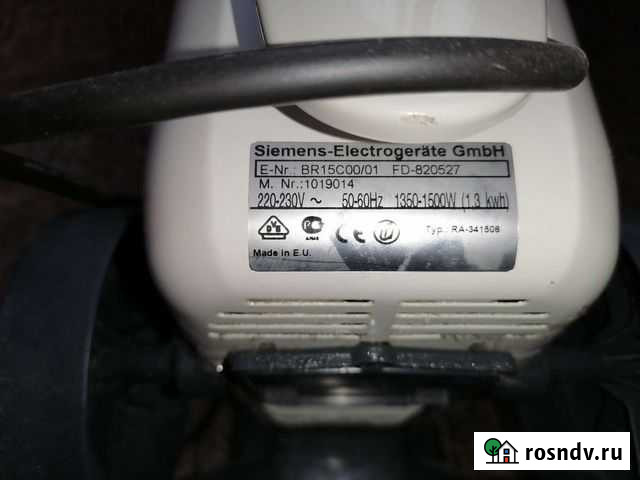 Siemens-Electrogeräte GmbH
E-Nr.: BR15C00/01 FD-820527
M. Nr.:1019014
220-230V ~ 50-60Hz 1350-1500W (1.3 kwh)
Typ.: RA-341508
Made in E.U.
rosndv.ru